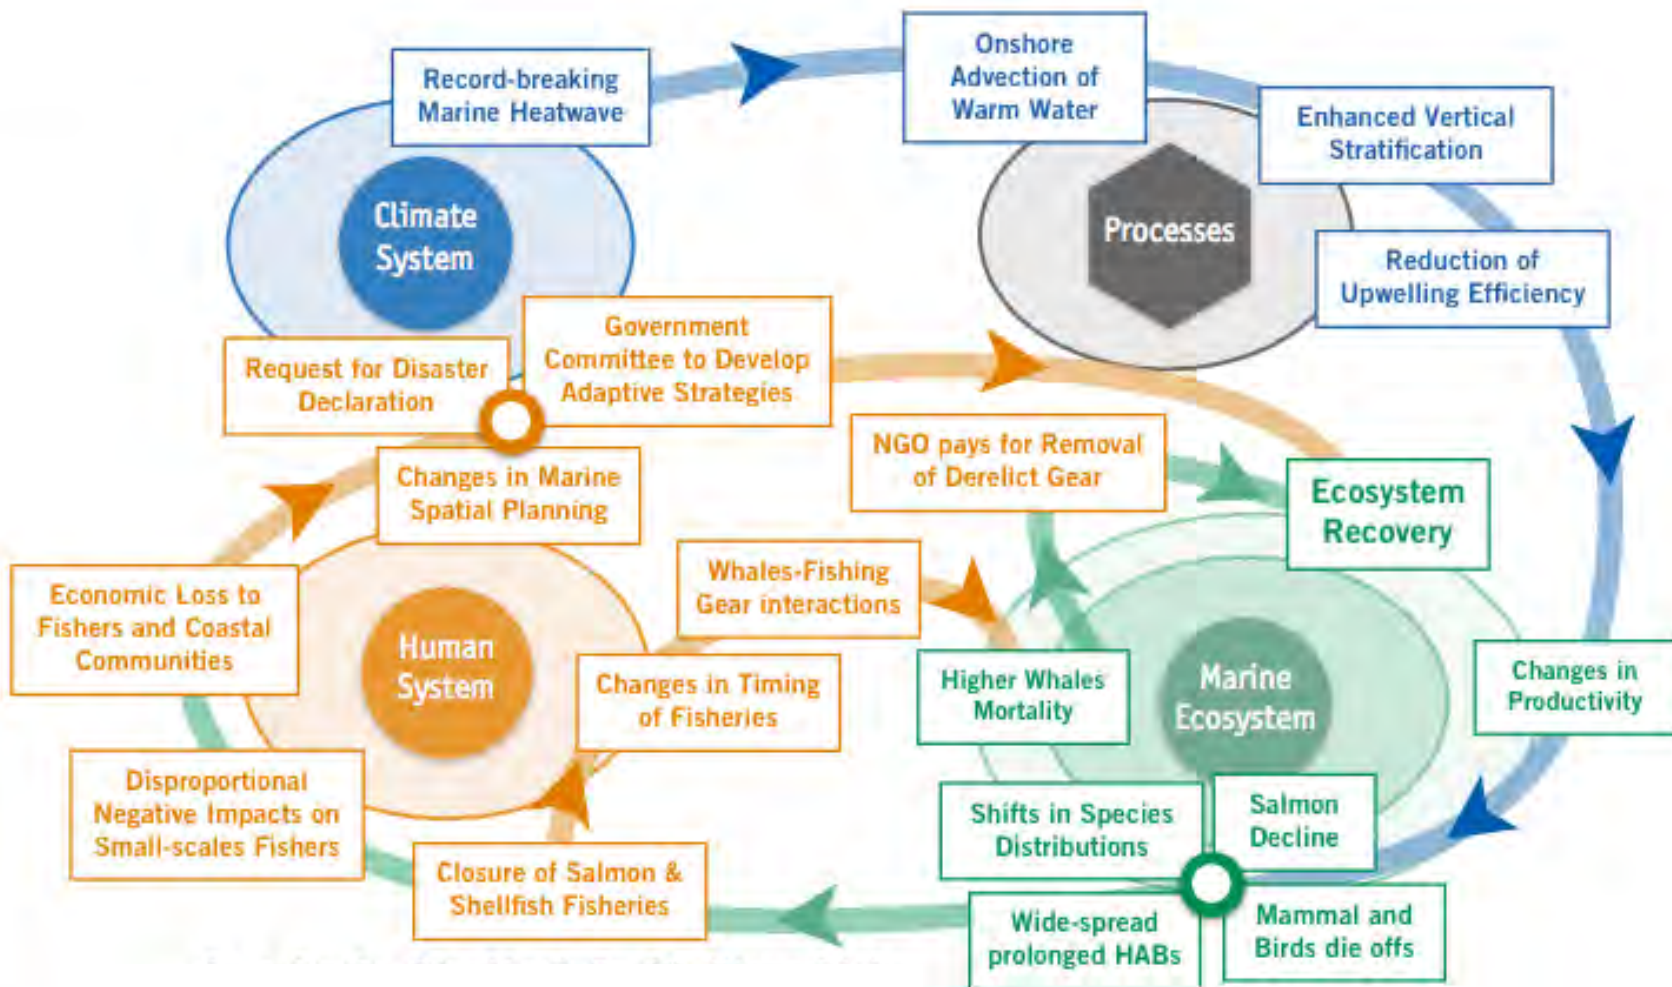 Record-breaking
Marine Heatwave
Onshore
Advection of
Warm Water
Enhanced Vertical
Stratification
Climate
System
Processes
Reduction of
Upwelling Efficiency
Request for Disaster
Declaration
Government
Committee to Develop
Adaptive Strategies
NGO pays for Removal
of Derelict Gear
Changes in Marine
Spatial Planning
Ecosystem
Recovery
Economic Loss to
Fishers and Coastal
Communities
Human
System
Whales-Fishing
Gear interactions
Changes in Timing
of Fisheries
Higher Whales
Mortality
Marine
Ecosystem
Changes in
Productivity
Disproportional
Negative Impacts on
Small-scales Fishers
Closure of Salmon &
Shellfish Fisheries
Shifts in Species
Distributions
Salmon
Decline
Wide-spread
prolonged HABs
Mammal and
Birds die offs